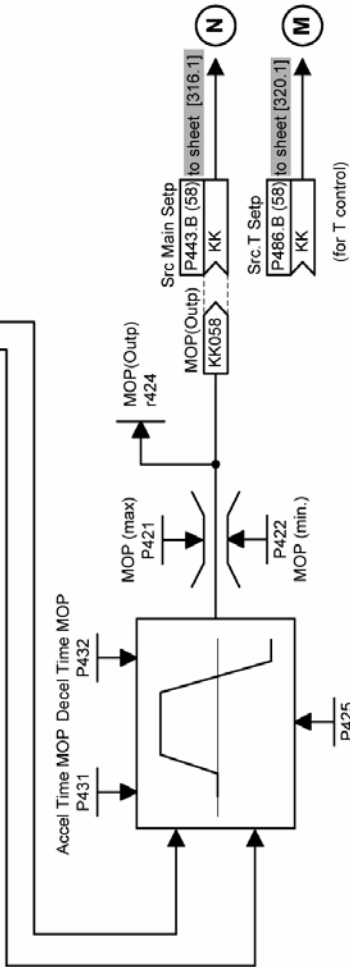 Accel Time MOP Decel Time MOP
P431
P432
P425
MOP (max)
P421
P422
MOP (min.)
MOP(Outp)
r424
MOP(Outp)
KK058
Src Main Setp
P443.B (58) to sheet [316.1]
KK
N
Src.T Setp
P486.B (58) to sheet [320.1]
KK
M
(for T control)